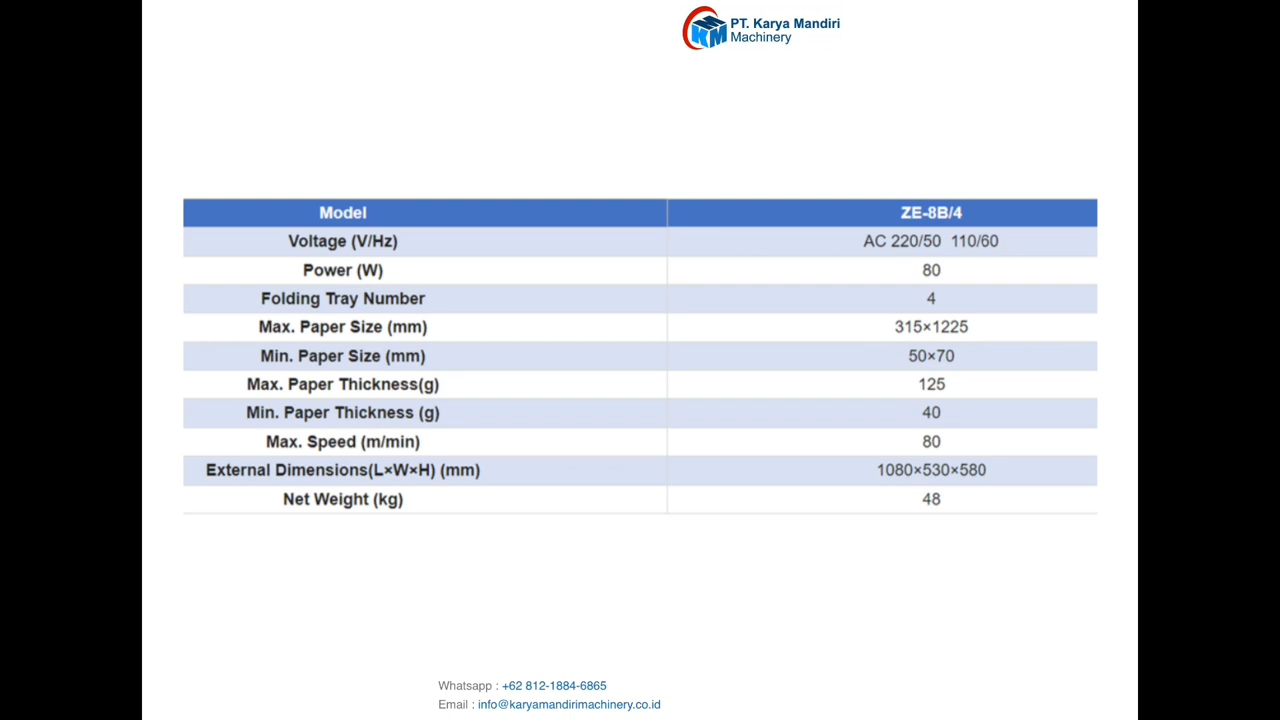 PT. Karya Mandiri
Machinery
Model ZE-8B/4
Voltage (V/Hz) AC 220/50 110/60
Power (W) 80
Folding Tray Number 4
Max. Paper Size (mm) 315×1225
Min. Paper Size (mm) 50×70
Max. Paper Thickness(g) 125
Min. Paper Thickness (g) 40
Max. Speed (m/min) 80
External Dimensions(L×W×H) (mm) 1080×530×580
Net Weight (kg) 48
Whatsapp : +62 812-1884-6865
Email : info@karyamandirimachinery.co.id